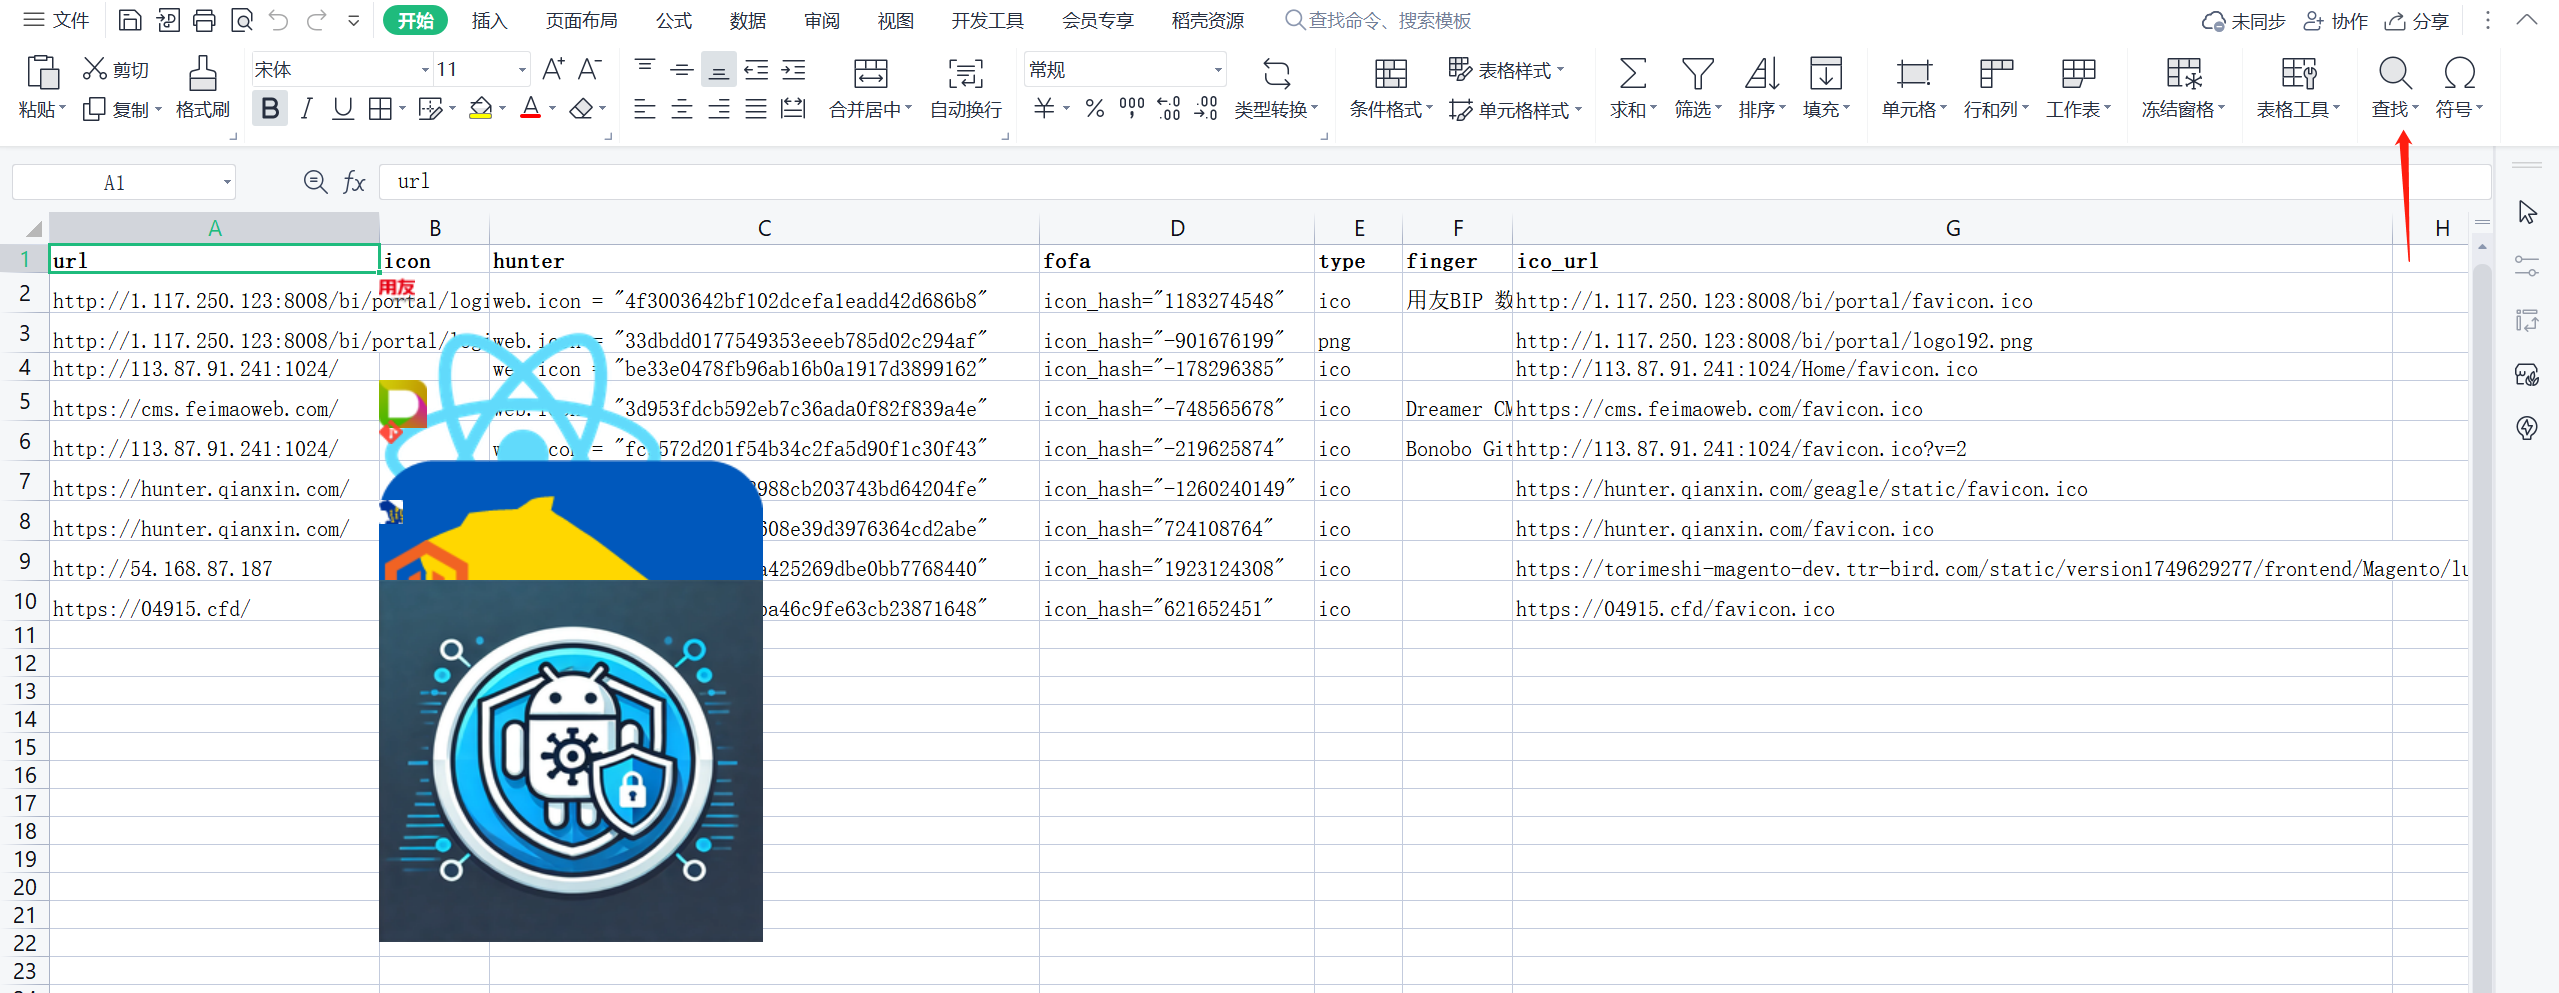 文件 开始 插入 页面布局 公式 数据 审阅 视图 开发工具 会员专享 稻壳资源 查找命令、搜索模板 未同步 协作 分享
粘贴 剪切 复制 格式刷 宋体 11 A+ A- B I U A 合并居中 自动换行 常规 ¥ % 000 ←.0 .00 .00 →.0 类型转换 条件格式 表格样式 单元格样式 求和 筛选 排序 填充 单元格 行和列 工作表 冻结窗格 表格工具 查找 符号
A1 fx url
A B C D E F G H
1 url icon hunter fofa type finger ico_url
2 http://1.117.250.123:8008/bi/portal/logi 用友 web.icon = "4f3003642bf102dcefa1eadd42d686b8" icon_hash="1183274548" ico 用友BIP 数 http://1.117.250.123:8008/bi/portal/favicon.ico
3 http://1.117.250.123:8008/bi/portal/logi web.icon = "33dbdd0177549353eeeb785d02c294af" icon_hash="-901676199" png http://1.117.250.123:8008/bi/portal/logo192.png
4 http://113.87.91.241:1024/ web.icon = "be33e0478fb96ab16b0a1917d3899162" icon_hash="-178296385" ico http://113.87.91.241:1024/Home/favicon.ico
5 https://cms.feimaoweb.com/ web.icon = "3d953fdcb592eb7c36ada0f82f839a4e" icon_hash="-748565678" ico Dreamer CM https://cms.feimaoweb.com/favicon.ico
6 http://113.87.91.241:1024/ icon = 572d201f54b34c2fa5d90f1c30f43" icon_hash="-219625874" ico Bonobo Git http://113.87.91.241:1024/favicon.ico?v=2
7 https://hunter.qianxin.com/ 988cb203743bd64204fe" icon_hash="-1260240149" ico https://hunter.qianxin.com/geagle/static/favicon.ico
8 https://hunter.qianxin.com/ 608e39d3976364cd2abe" icon_hash="724108764" ico https://hunter.qianxin.com/favicon.ico
9 http://54.168.87.187 a425269dbe0bb7768440" icon_hash="1923124308" ico https://torimeshi-magento-dev.ttr-bird.com/static/version1749629277/frontend/Magento/lu
10 https://04915.cfd/ ba46c9fe63cb23871648" icon_hash="621652451" ico https://04915.cfd/favicon.ico
11
12
13
14
15
16
17
18
19
20
21
22
23